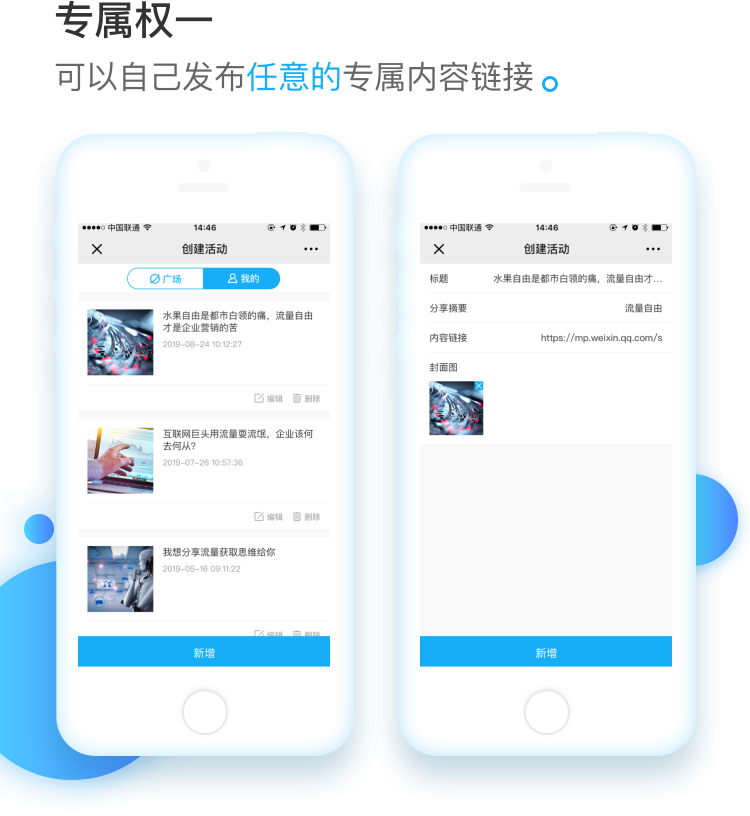 专属权一
可以自己发布任意的专属内容链接
中国联通 14:46
创建活动
广场 我的
水果自由是都市白领的痛，流量自由
才是企业营销的苦
2019-08-24 10:12:27
编辑 删除
互联网巨头用流量耍流氓，企业该何
去何从？
2019-07-26 10:57:36
编辑 删除
我想分享流量获取思维给你
2019-05-16 09:11:22
编辑 删除
新增
中国联通 14:46
创建活动
标题 水果自由是都市白领的痛，流量自由才...
分享摘要 流量自由
内容链接 https://mp.weixin.qq.com/s
封面图
新增